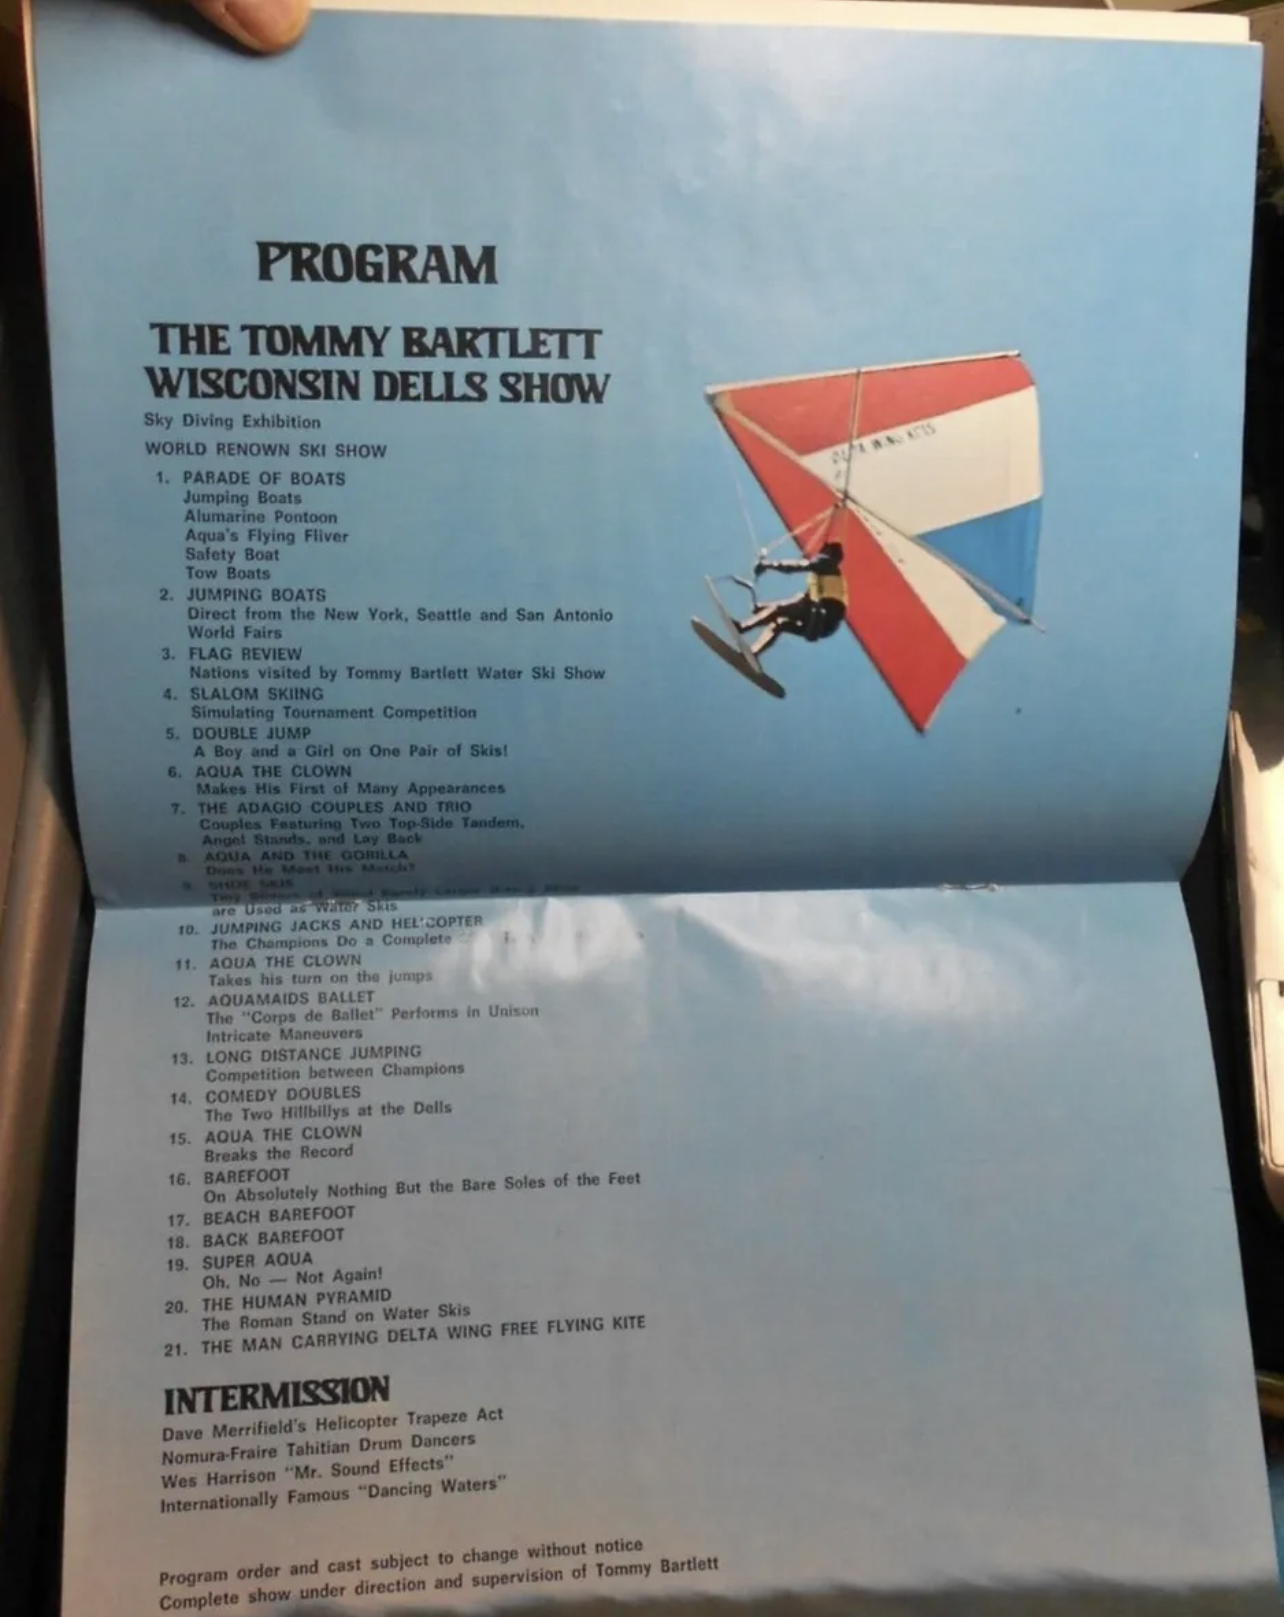 PROGRAM
THE TOMMY BARTLETT
WISCONSIN DELLS SHOW
Sky Diving Exhibition
WORLD RENOWN SKI SHOW
1. PARADE OF BOATS
Jumping Boats
Alumarine Pontoon
Aqua's Flying Fliver
Safety Boat
Tow Boats
2. JUMPING BOATS
Direct from the New York, Seattle and San Antonio
World Fairs
3. FLAG REVIEW
Nations visited by Tommy Bartlett Water Ski Show
4. SLALOM SKIING
Simulating Tournament Competition
5. DOUBLE JUMP
A Boy and a Girl on One Pair of Skis!
6. AQUA THE CLOWN
Makes His First of Many Appearances
7. THE ADAGIO COUPLES AND TRIO
Couples Featuring Two Top-Side Tandem,
Angel Stands, and Lay Back
8. AQUA AND THE GORILLA
Does He Meet His Match?
9. SHOE SKIS
are Used as Water Skis
10. JUMPING JACKS AND HELICOPTER
The Champions Do a Complete
11. AQUA THE CLOWN
Takes his turn on the jumps
12. AQUAMAIDS BALLET
The "Corps de Ballet" Performs in Unison
Intricate Maneuvers
13. LONG DISTANCE JUMPING
Competition between Champions
14. COMEDY DOUBLES
The Two Hillbillys at the Dells
15. AQUA THE CLOWN
Breaks the Record
16. BAREFOOT
On Absolutely Nothing But the Bare Soles of the Feet
17. BEACH BAREFOOT
18. BACK BAREFOOT
19. SUPER AQUA
Oh, No — Not Again!
20. THE HUMAN PYRAMID
The Roman Stand on Water Skis
21. THE MAN CARRYING DELTA WING FREE FLYING KITE
INTERMISSION
Dave Merrifield's Helicopter Trapeze Act
Nomura-Fraire Tahitian Drum Dancers
Wes Harrison "Mr. Sound Effects"
Internationally Famous "Dancing Waters"
Program order and cast subject to change without notice
Complete show under direction and supervision of Tommy Bartlett
DELTA WING KITES